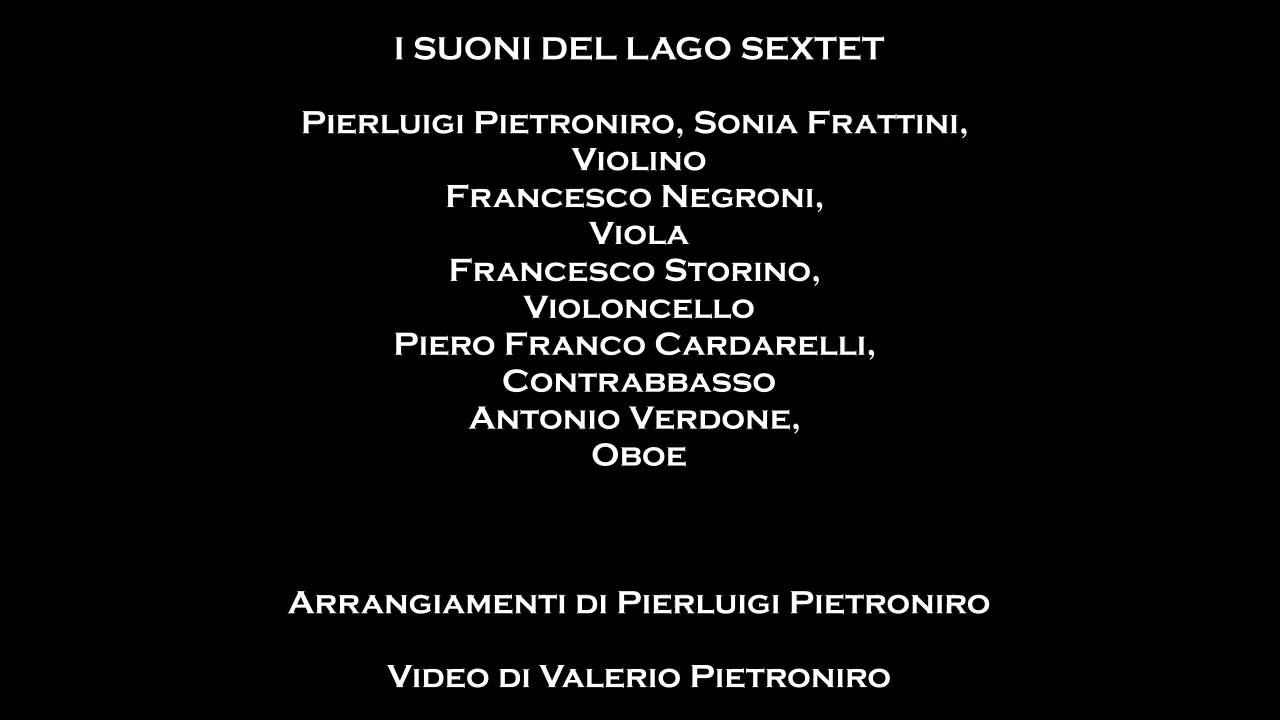 I SUONI DEL LAGO SEXTET
Pierluigi Pietroniro, Sonia Frattini,
Violino
Francesco Negroni,
Viola
Francesco Storino,
Violoncello
Piero Franco Cardarelli,
Contrabbasso
Antonio Verdone,
Oboe
Arrangiamenti di Pierluigi Pietroniro
Video di Valerio Pietroniro